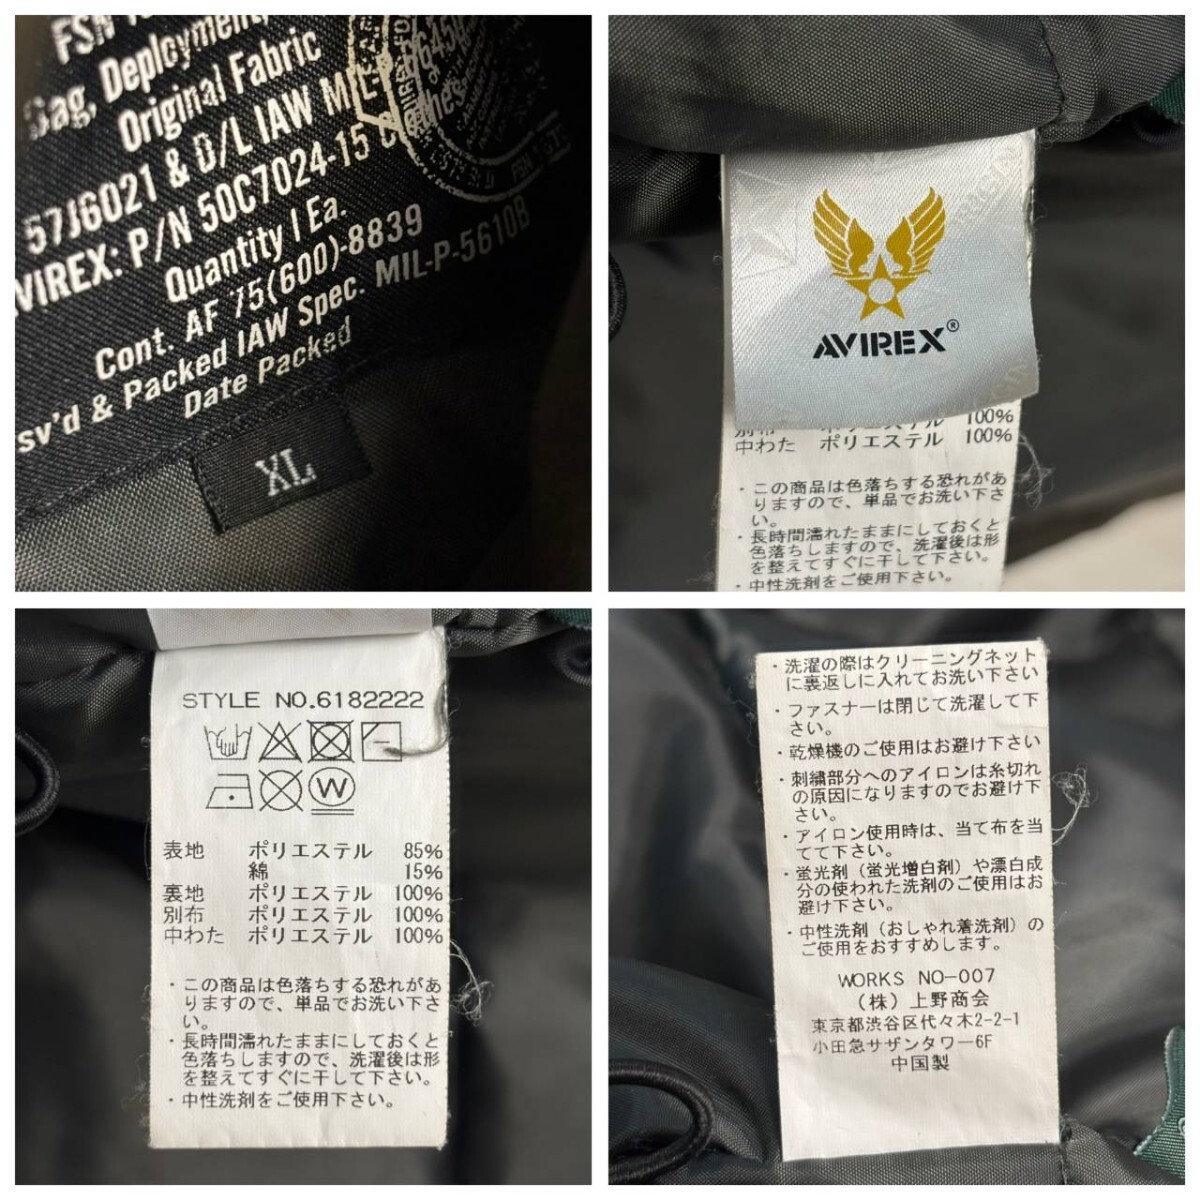 FSN
Bag, Deployment,
Original Fabric
57J6021 & D/L IAW MIL-P
AVIREX: P/N 50C7024-15 Clothes
Quantity 1 Ea.
Cont. AF 75(600)-8839
sv'd & Packed IAW Spec. MIL-P-5610B
Date Packed
XL
AVIREX®
別布 ポリエステル 100%
中わた ポリエステル 100%
・この商品は色落ちする恐れがあ
りますので、単品でお洗い下さ
い。
・長時間濡れたままにしておくと
色落ちしますので、洗濯後は形
を整えてすぐに干して下さい。
・中性洗剤をご使用下さい。
STYLE NO.6182222
W
表地 ポリエステル 85%
綿 15%
裏地 ポリエステル 100%
別布 ポリエステル 100%
中わた ポリエステル 100%
・この商品は色落ちする恐れがあ
りますので、単品でお洗い下さ
い。
・長時間濡れたままにしておくと
色落ちしますので、洗濯後は形
を整えてすぐに干して下さい。
・中性洗剤をご使用下さい。
・洗濯の際はクリーニングネット
に裏返しに入れてお洗い下さい
・ファスナーは閉じて洗濯して下
さい。
・乾燥機のご使用はお避け下さい
・刺繍部分へのアイロンは糸切れ
の原因になりますのでお避け下
さい。
・アイロン使用時は、当て布を当
てて下さい。
・蛍光剤（蛍光増白剤）や漂白成
分の使われた洗剤のご使用はお
避け下さい。
・中性洗剤（おしゃれ着洗剤）の
ご使用をおすすめします。
WORKS NO-007
（株）上野商会
東京都渋谷区代々木2-2-1
小田急サザンタワー6F
中国製